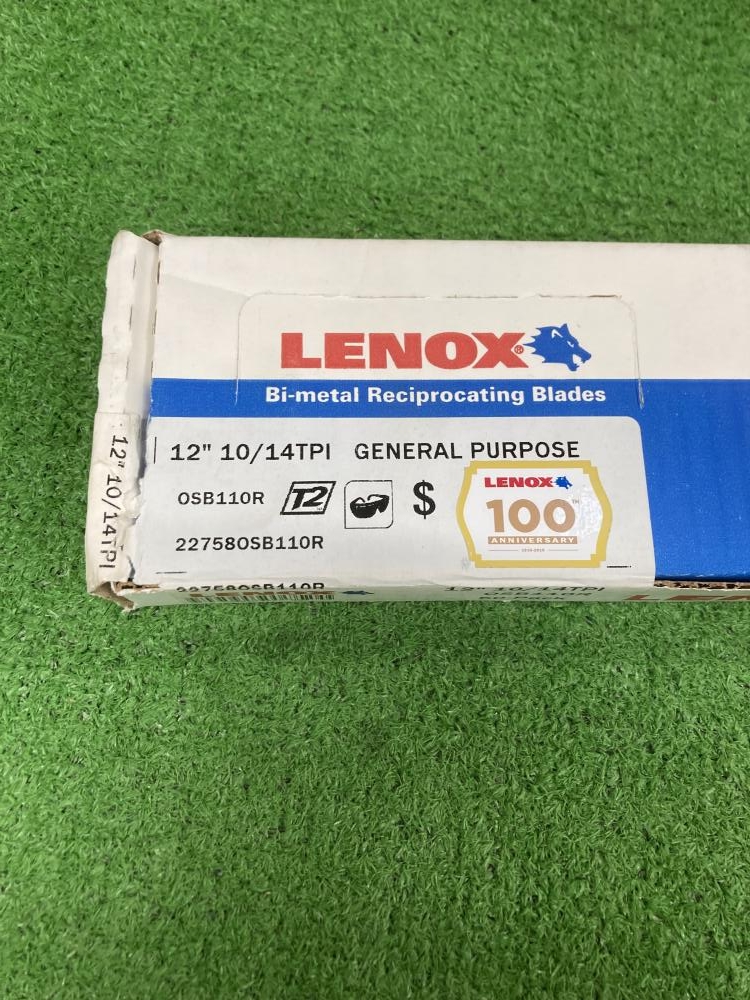 LENOX®
Bi-metal Reciprocating Blades
12" 10/14TPI GENERAL PURPOSE
OSB110R T2 $
22758OSB110R
LENOX
100
ANNIVERSARY
12" 10/14TPI
22758OSB110R